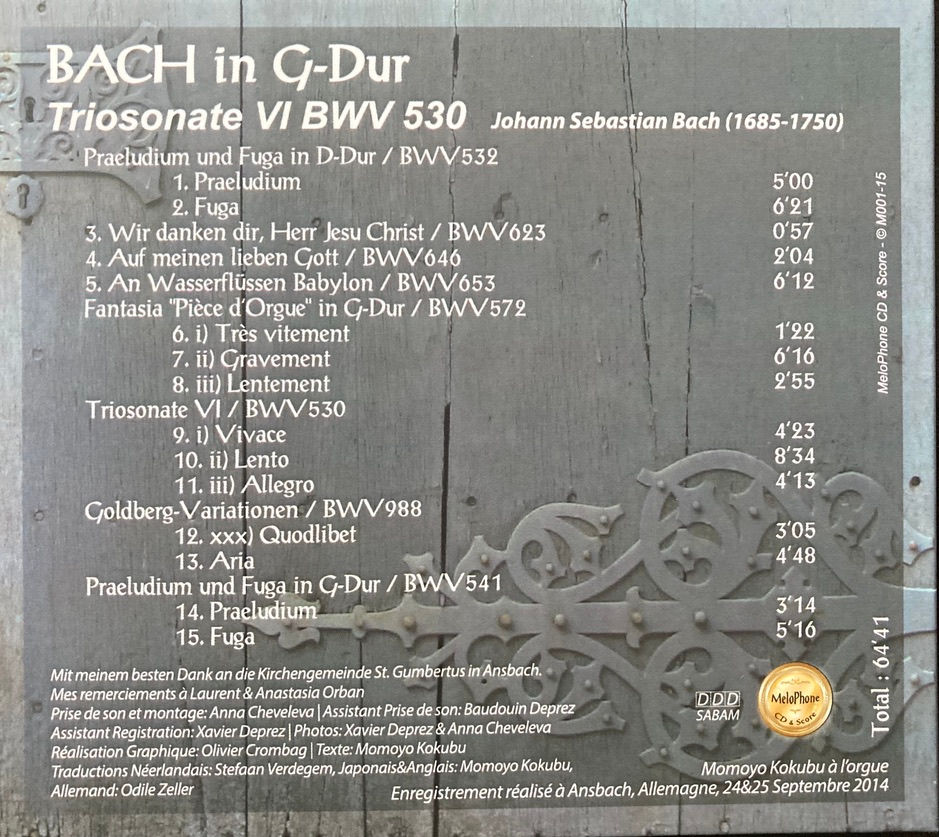 BACH in G-Dur
Triosonate VI BWV 530 Johann Sebastian Bach (1685-1750)
Praeludium und Fuga in D-Dur / BWV532
1. Praeludium 5'00
2. Fuga 6'21
3. Wir danken dir, Herr Jesu Christ / BWV623 0'57
4. Auf meinen lieben Gott / BWV646 2'04
5. An Wasserflüssen Babylon / BWV653 6'12
Fantasia "Pièce d'Orgue" in G-Dur / BWV572
6. i) Très vitement 1'22
7. ii) Gravement 6'16
8. iii) Lentement 2'55
Triosonate VI / BWV530
9. i) Vivace 4'23
10. ii) Lento 8'34
11. iii) Allegro 4'13
Goldberg-Variationen / BWV988
12. xxx) Quodlibet 3'05
13. Aria 4'48
Praeludium und Fuga in G-Dur / BWV541
14. Praeludium 3'14
15. Fuga 5'16
MeloPhone CD & Score - © M001-15
Total : 64'41
Mit meinem besten Dank an die Kirchengemeinde St. Gumbertus in Ansbach.
Mes remerciements à Laurent & Anastasia Orban
Prise de son et montage: Anna Cheveleva | Assistant Prise de son: Baudouin Deprez
Assistant Registration: Xavier Deprez | Photos: Xavier Deprez & Anna Cheveleva
Réalisation Graphique: Olivier Crombag | Texte: Momoyo Kokubu
Traductions Néerlandais: Stefaan Verdegem, Japonais&Anglais: Momoyo Kokubu,
Allemand: Odile Zeller
DDD
SABAM
MeloPhone
CD & Score
Momoyo Kokubu à l'orgue
Enregistrement réalisé à Ansbach, Allemagne, 24&25 Septembre 2014